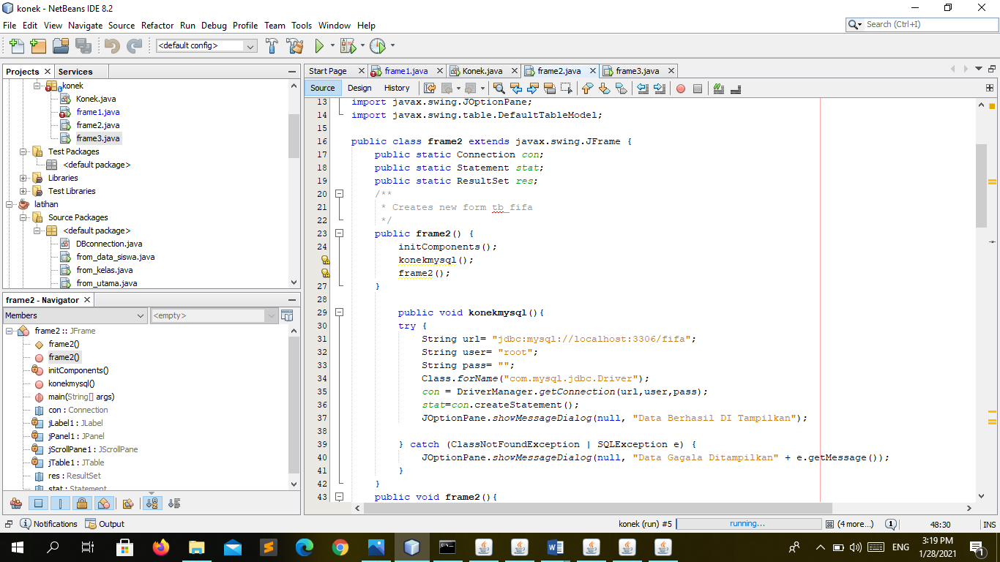 konek - NetBeans IDE 8.2
File Edit View Navigate Source Refactor Run Debug Profile Team Tools Window Help
Search (Ctrl+I)
<default config>
Projects Services
konek
Konek.java
frame1.java
frame2.java
frame3.java
Test Packages
<default package>
Libraries
Test Libraries
latihan
Source Packages
<default package>
DBconnection.java
from_data_siswa.java
from_kelas.java
from_utama.java
frame2 - Navigator
Members <empty>
frame2 :: JFrame
frame2()
frame2()
initComponents()
konekmysql()
main(String[] args)
con : Connection
jLabel1 : JLabel
jPanel1 : JPanel
jScrollPane1 : JScrollPane
jTable1 : JTable
res : ResultSet
stat : Statement
Start Page frame1.java Konek.java frame2.java frame3.java
Source Design History
13 import javax.swing.JOptionPane;
14 import javax.swing.table.DefaultTableModel;
15
16 public class frame2 extends javax.swing.JFrame {
17 public static Connection con;
18 public static Statement stat;
19 public static ResultSet res;
20 /**
21 * Creates new form tb_fifa
22 */
23 public frame2() {
24 initComponents();
konekmysql();
frame2();
27 }
28
29 public void konekmysql(){
30 try {
31 String url= "jdbc:mysql://localhost:3306/fifa";
32 String user= "root";
33 String pass= "";
34 Class.forName("com.mysql.jdbc.Driver");
35 con = DriverManager.getConnection(url,user,pass);
36 stat=con.createStatement();
37 JOptionPane.showMessageDialog(null, "Data Berhasil DI Tampilkan");
38
39 } catch (ClassNotFoundException | SQLException e) {
40 JOptionPane.showMessageDialog(null, "Data Gagala Ditampilkan" + e.getMessage());
41 }
42 }
43 public void frame2(){
Notifications Output
konek (run) #5 running... (4 more...) 1 48:30 INS
ENG
3:19 PM
1/28/2021
1